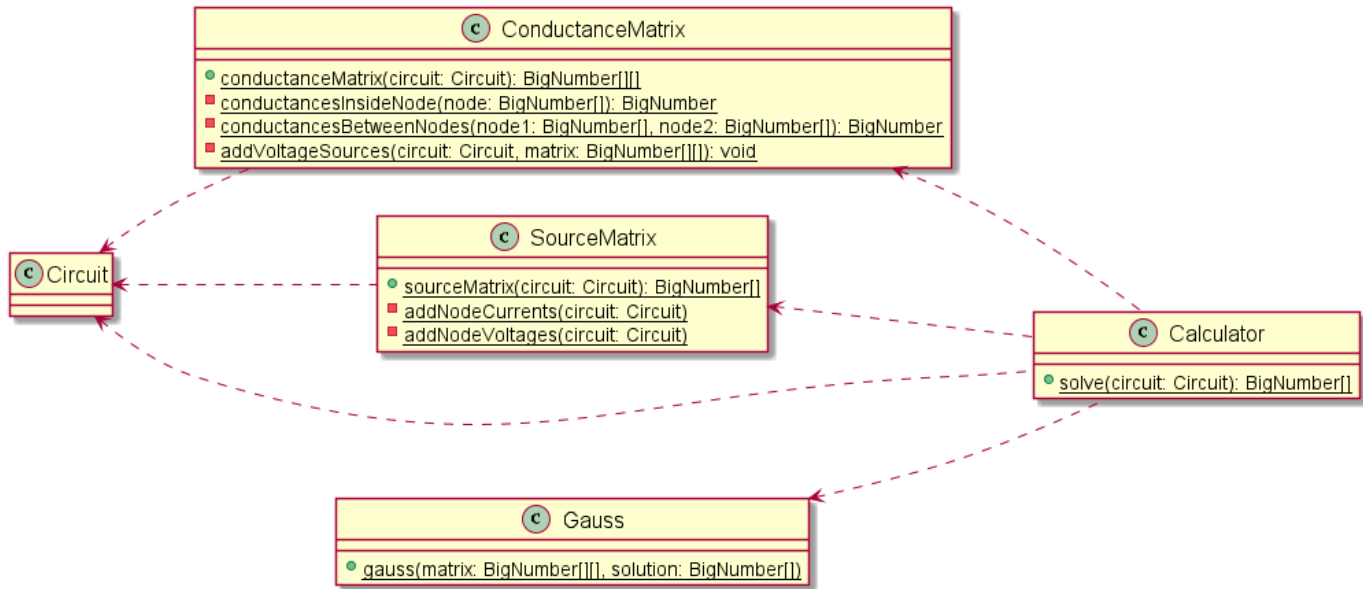 C ConductanceMatrix
conductanceMatrix(circuit: Circuit): BigNumber[][]
conductancesInsideNode(node: BigNumber[]): BigNumber
conductancesBetweenNodes(node1: BigNumber[], node2: BigNumber[]): BigNumber
addVoltageSources(circuit: Circuit, matrix: BigNumber[][]): void
C SourceMatrix
sourceMatrix(circuit: Circuit): BigNumber[]
addNodeCurrents(circuit: Circuit)
addNodeVoltages(circuit: Circuit)
C Circuit
C Calculator
solve(circuit: Circuit): BigNumber[]
C Gauss
gauss(matrix: BigNumber[][], solution: BigNumber[])